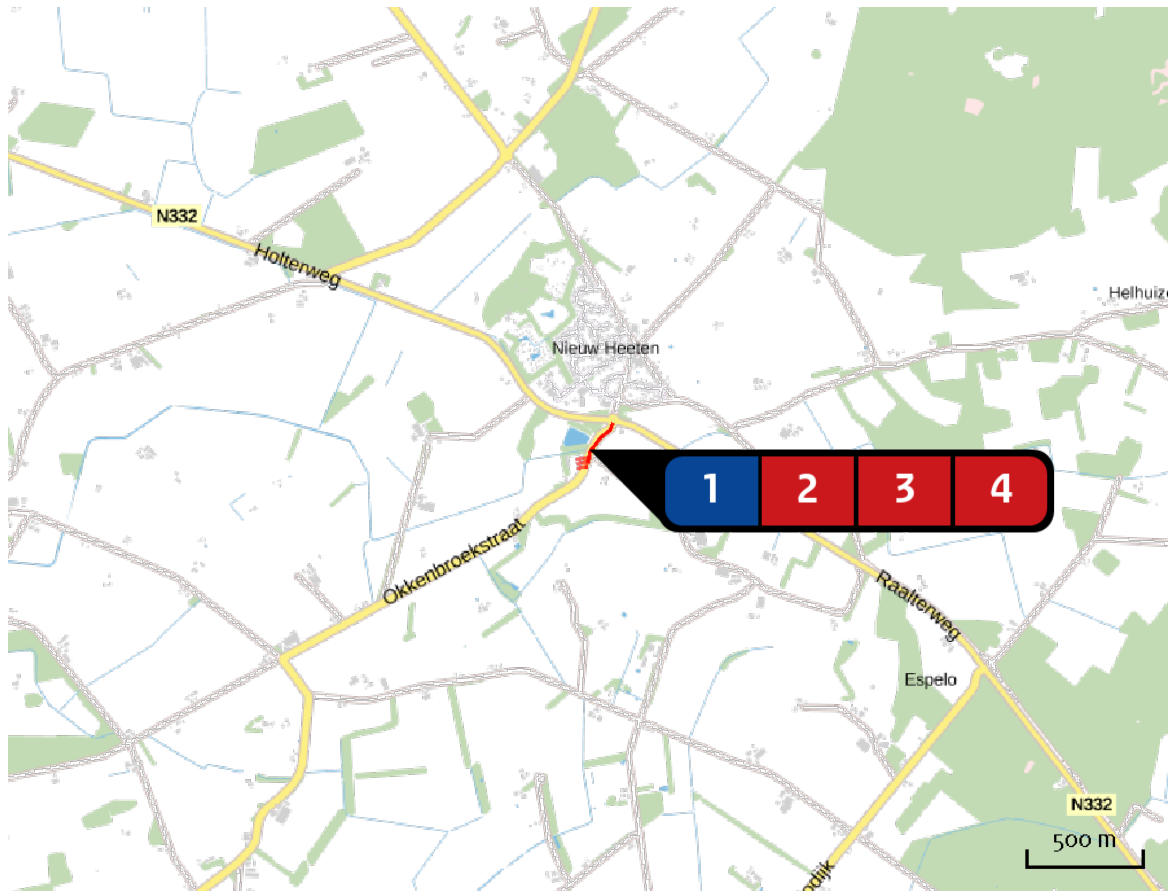 N332
Holterweg
Helhuize
Nieuw Heeten
1 2 3 4
Okkenbroekstraat
Raalterweg
Espelo
N332
500 m